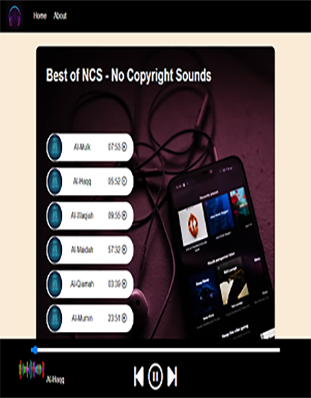 Home About
Best of NCS - No Copyright Sounds
Al-Mulk 07:53
Al-Haqq 05:52
Al-Waqiah 09:55
Al-Maidah 57:32
Al-Qiamah 03:39
Al-Mumin 23:51
Al-Haqq